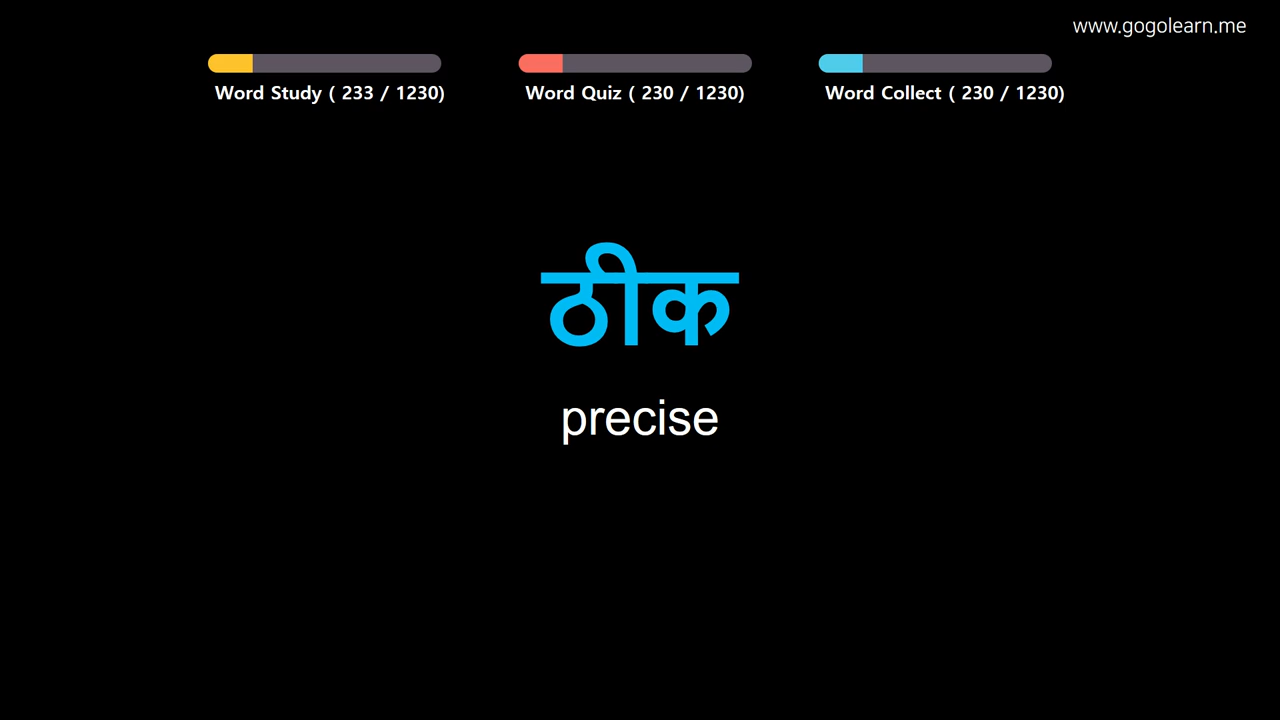 www.gogolearn.me
Word Study ( 233 / 1230)
Word Quiz ( 230 / 1230)
Word Collect ( 230 / 1230)
ठीक
precise